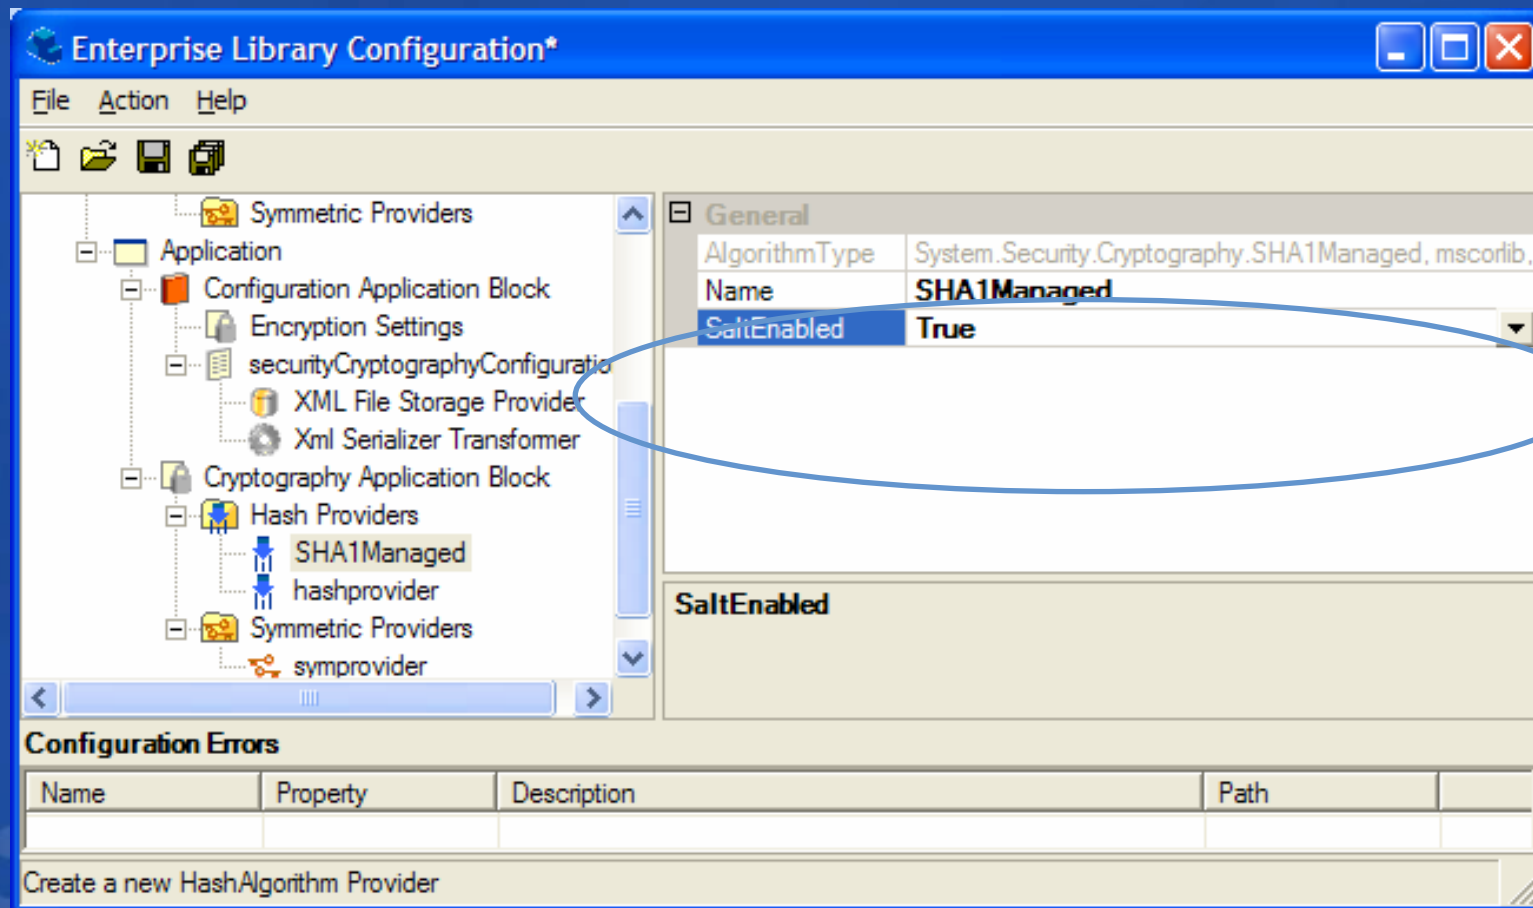 Enterprise Library Configuration*
File Action Help
Symmetric Providers
Application
Configuration Application Block
Encryption Settings
securityCryptographyConfiguratio
XML File Storage Provider
Xml Serializer Transformer
Cryptography Application Block
Hash Providers
SHA1Managed
hashprovider
Symmetric Providers
symprovider
General
AlgorithmType System.Security.Cryptography.SHA1Managed, mscorlib,
Name SHA1Managed
SaltEnabled True
SaltEnabled
Configuration Errors
Name Property Description Path
Create a new HashAlgorithm Provider